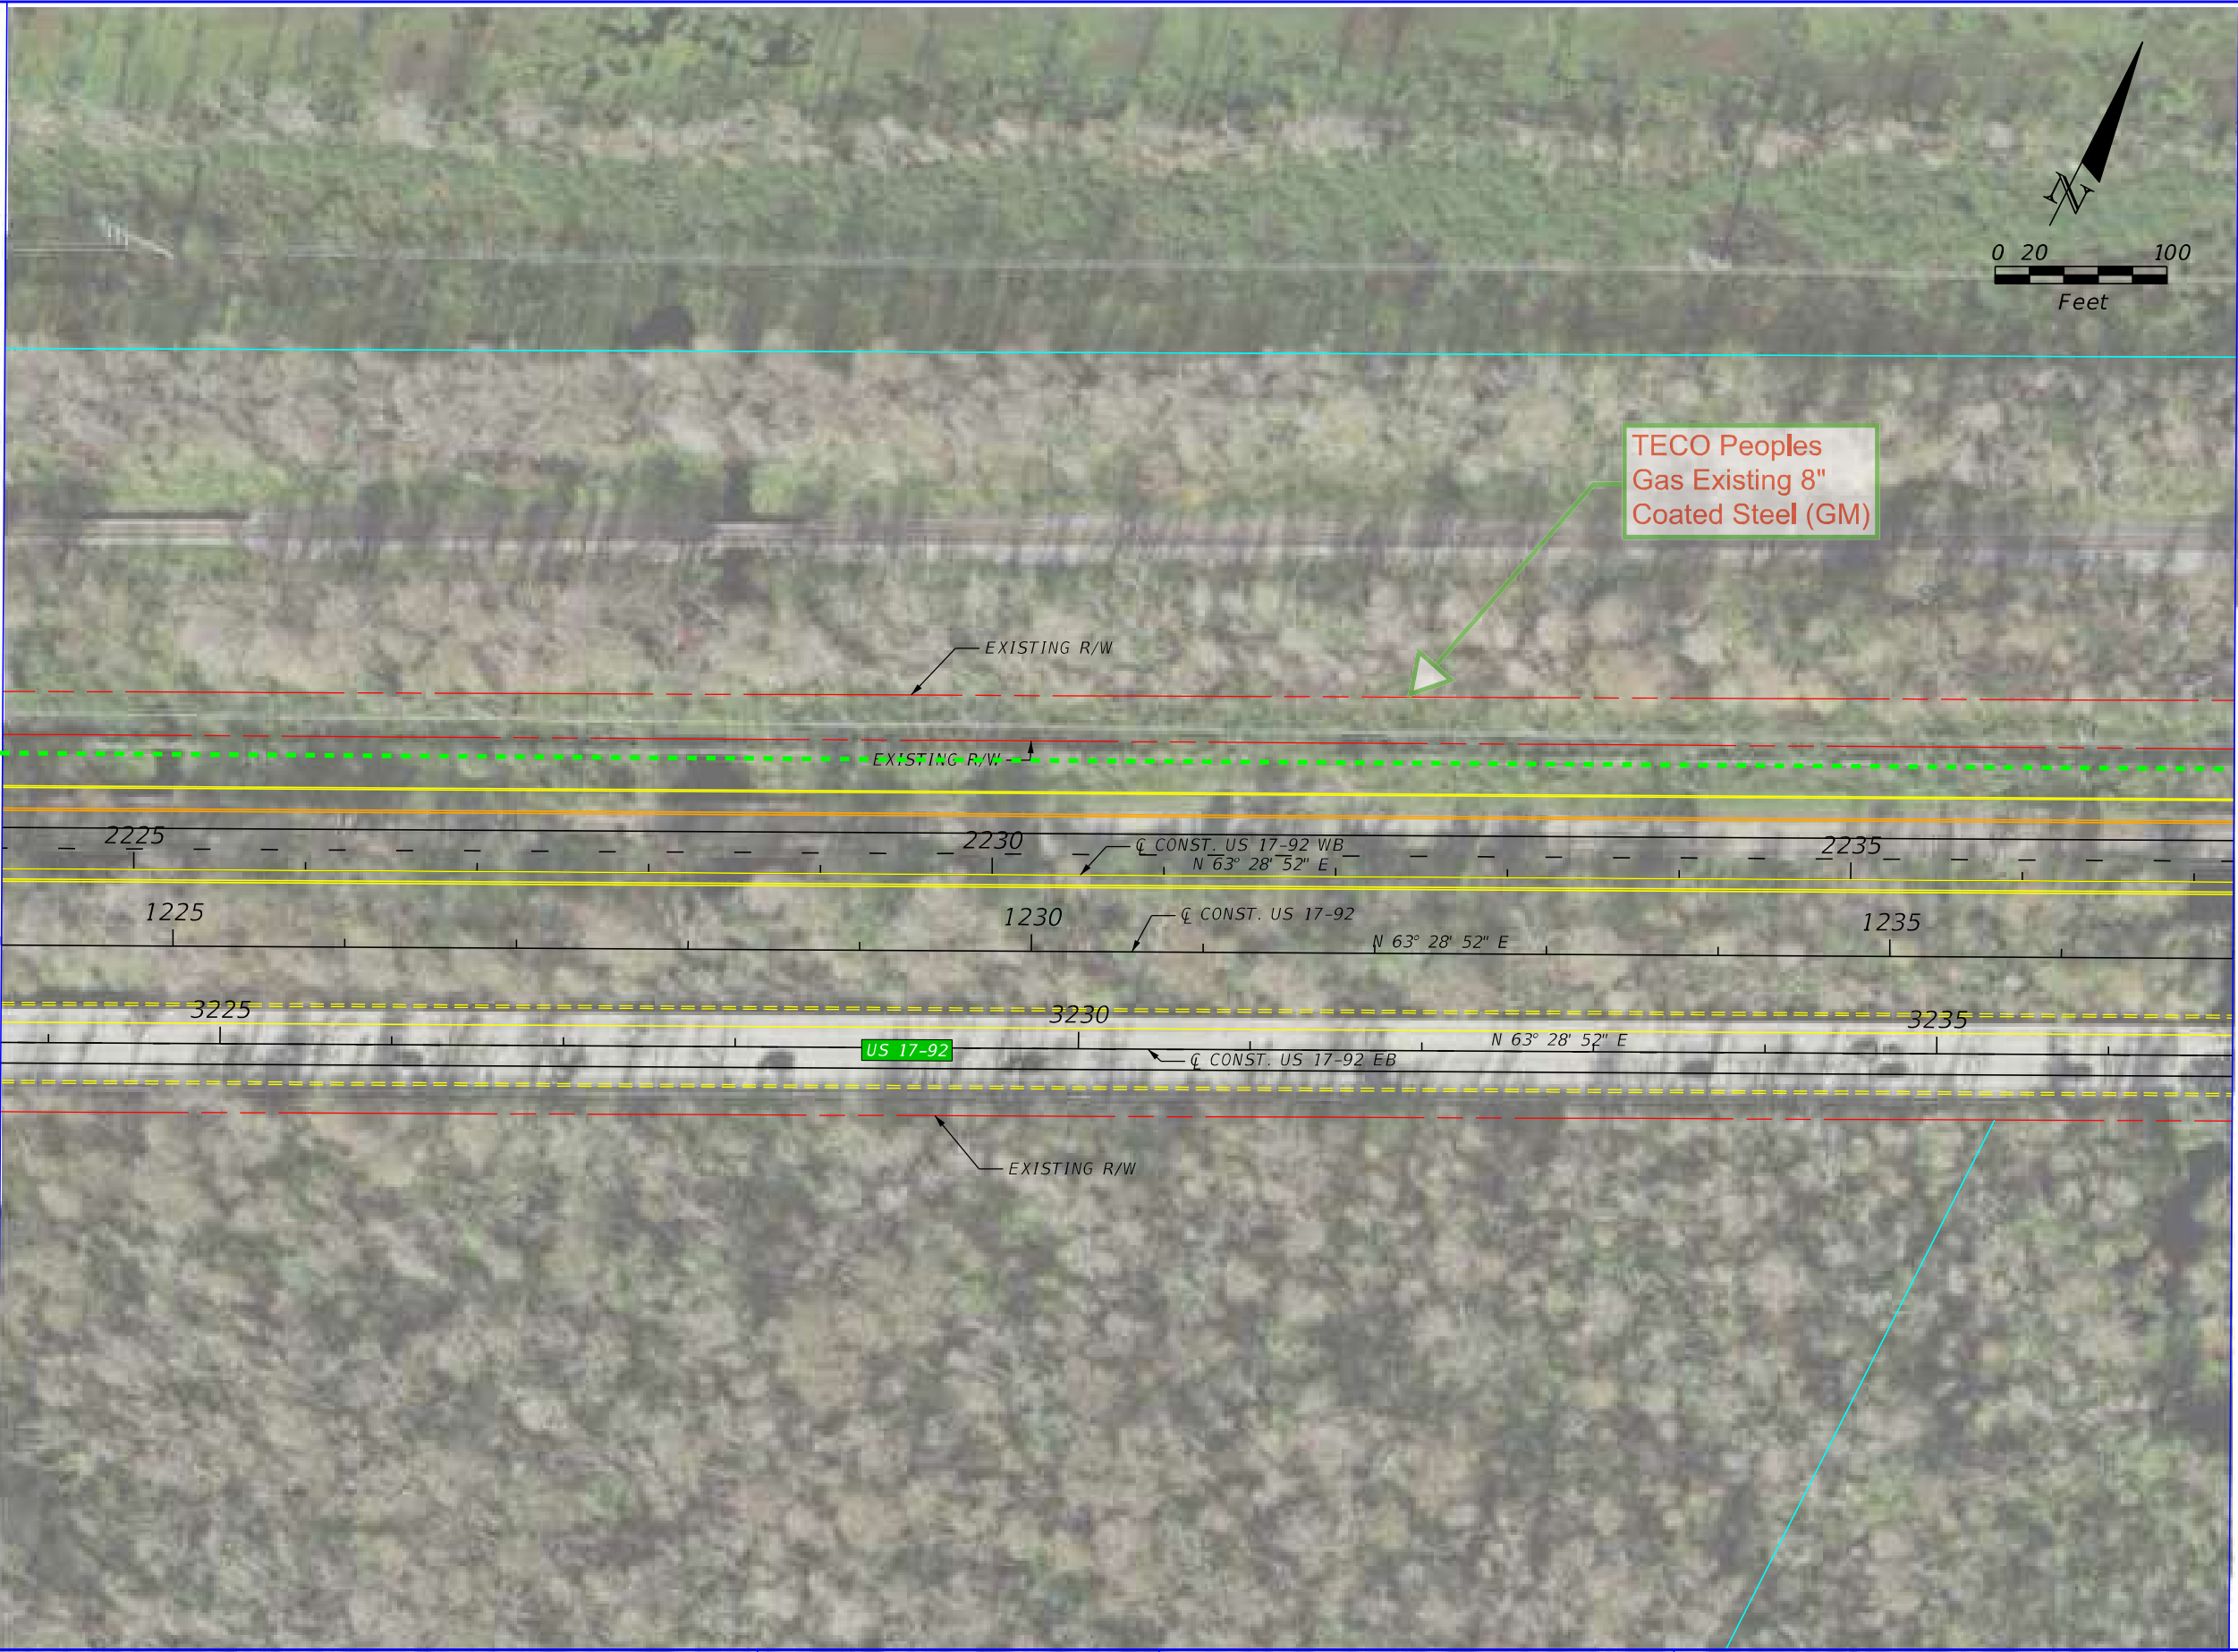 N
0 20 100
Feet
TECO Peoples
Gas Existing 8"
Coated Steel (GM)
EXISTING R/W
EXISTING R/W
2225 2230 2235
℄ CONST. US 17-92 WB
N 63° 28' 52" E
1225 1230 1235
℄ CONST. US 17-92
N 63° 28' 52" E
3225 3230 3235
N 63° 28' 52" E
US 17-92
℄ CONST. US 17-92 EB
EXISTING R/W